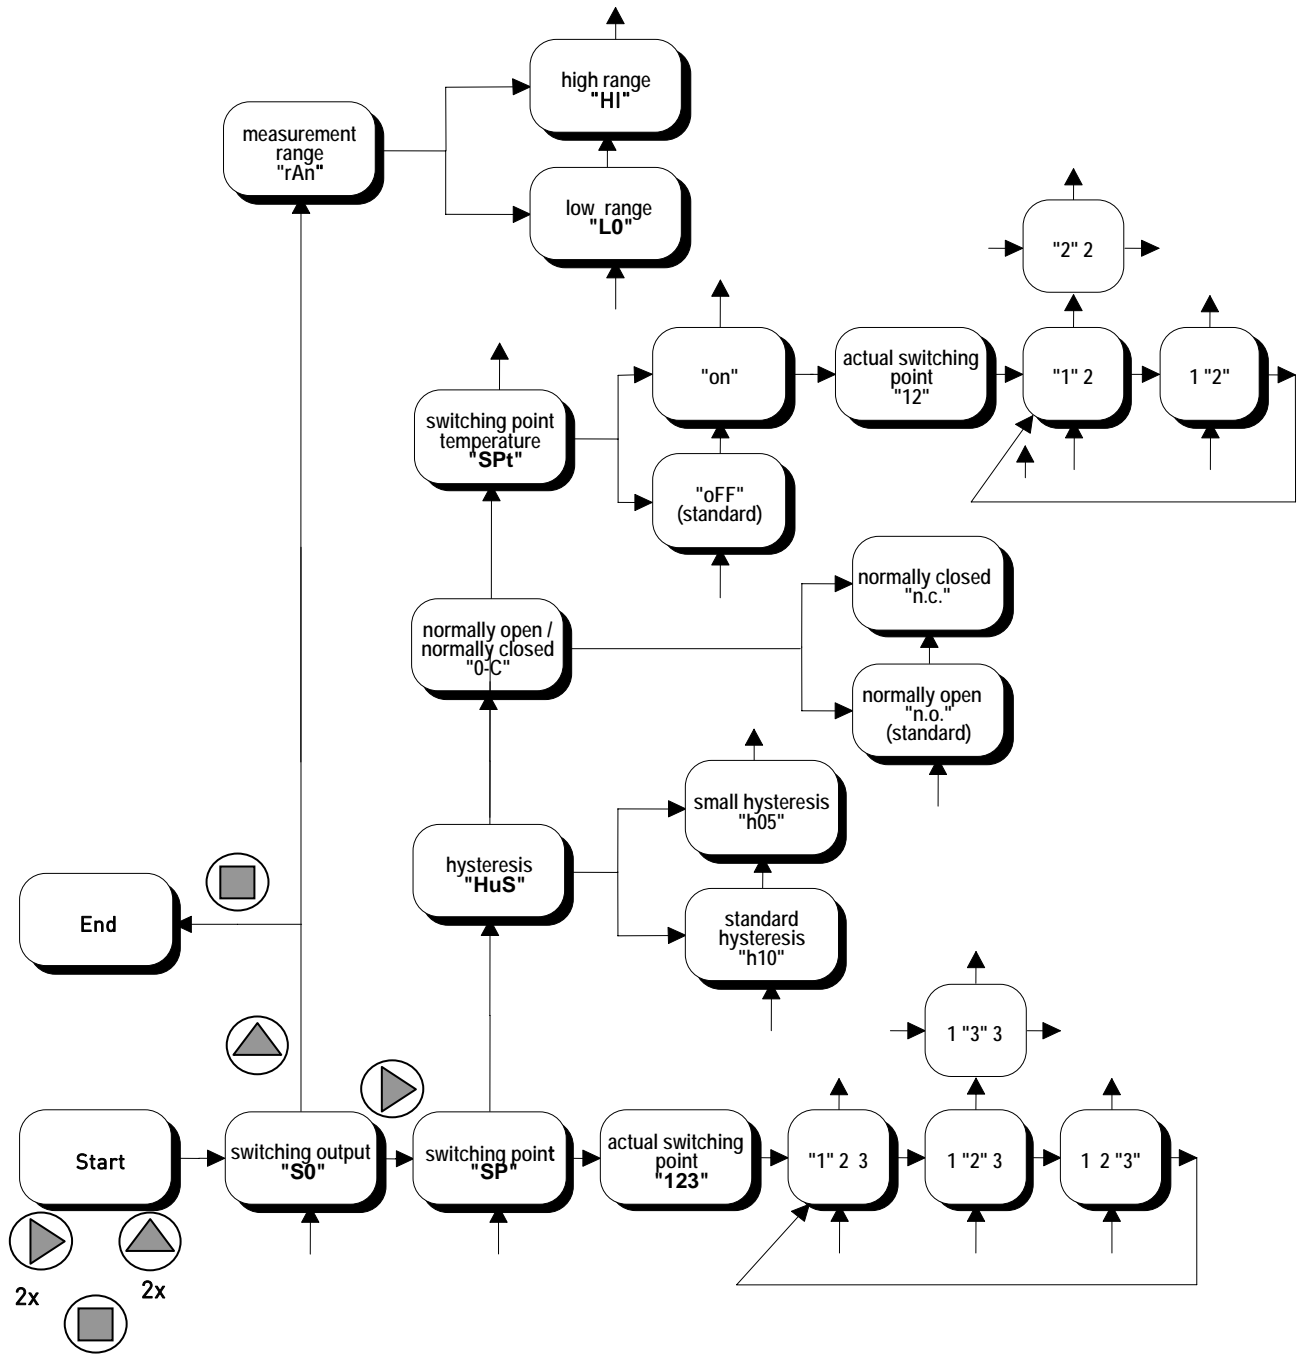 high range
"HI"
measurement
range
"rAn"
low range
"L0"
"2" 2
"on"
actual switching
point
"12"
"1" 2
1 "2"
switching point
temperature
"SPt"
"oFF"
(standard)
normally closed
"n.c."
normally open /
normally closed
"0-C"
normally open
"n.o."
(standard)
small hysteresis
"h05"
hysteresis
"HuS"
standard
hysteresis
"h10"
End
1 "3" 3
Start
switching output
"S0"
switching point
"SP"
actual switching
point
"123"
"1" 2 3
1 "2" 3
1 2 "3"
2x
2x